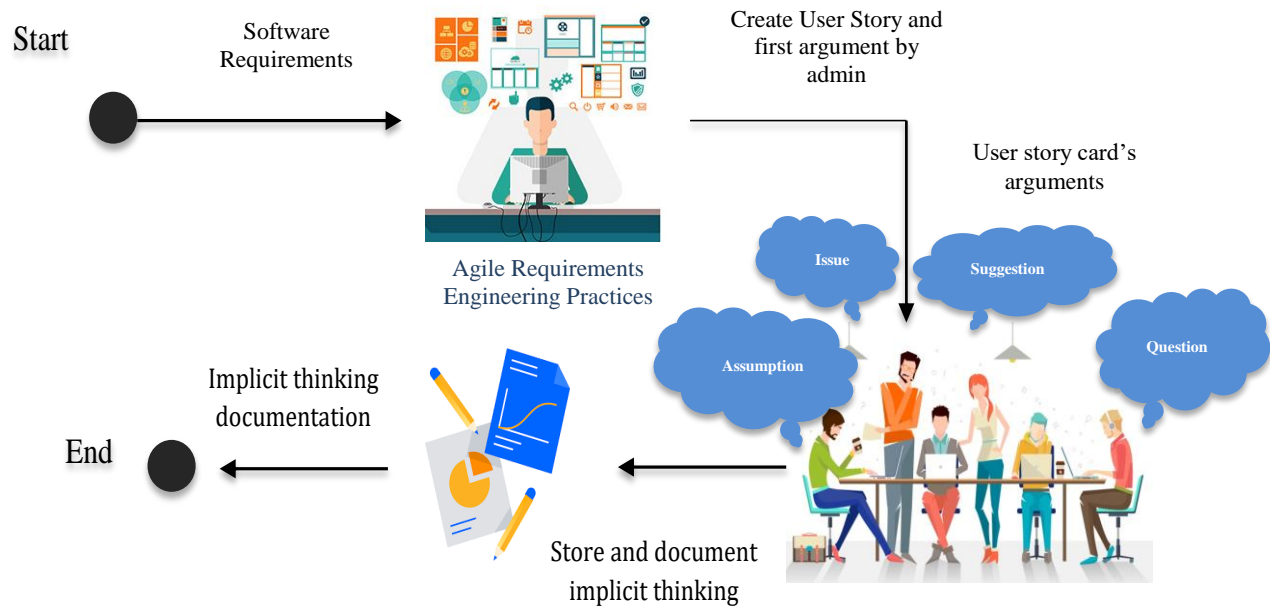 Start
Software
Requirements
Create User Story and
first argument by
admin
User story card's
arguments
Agile Requirements
Engineering Practices
Issue
Suggestion
Assumption
Question
Implicit thinking
documentation
End
Store and document
implicit thinking